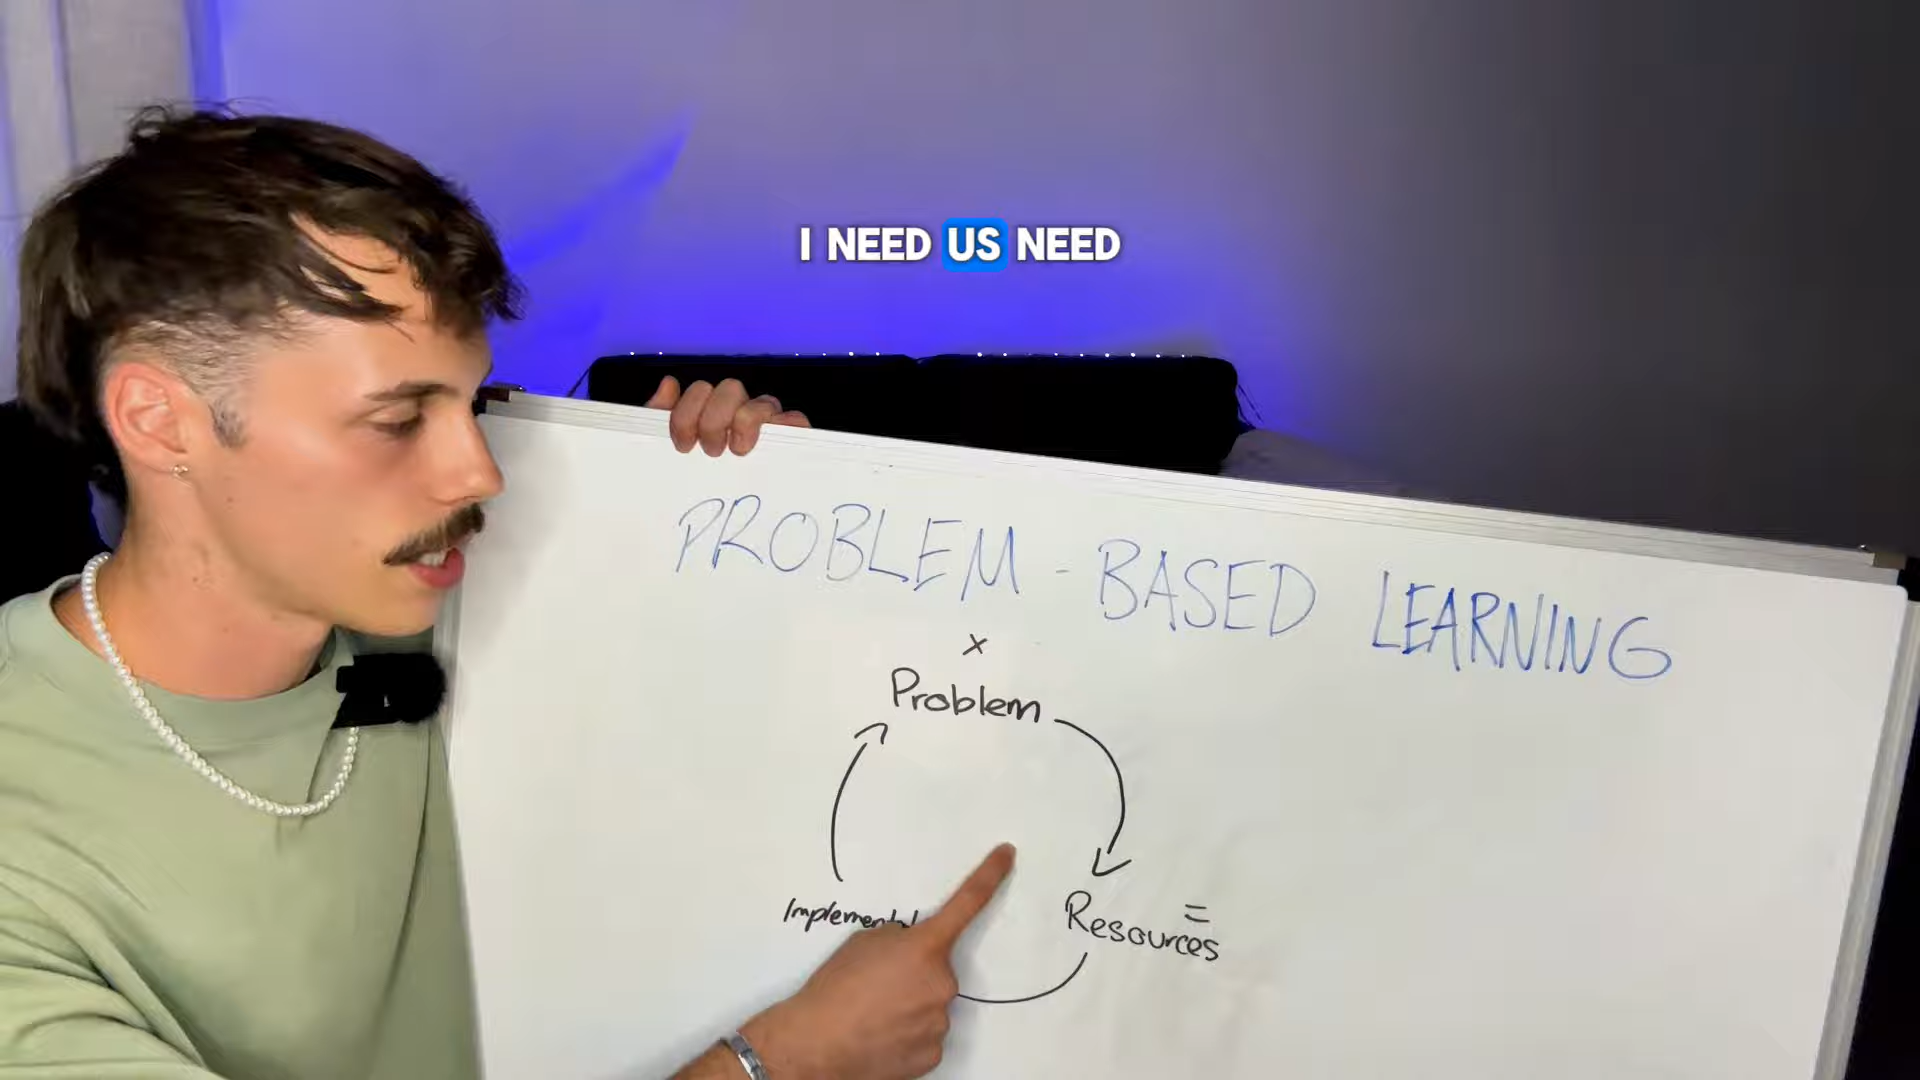 I NEED US NEED
PROBLEM - BASED LEARNING
x
Problem
=
Resources